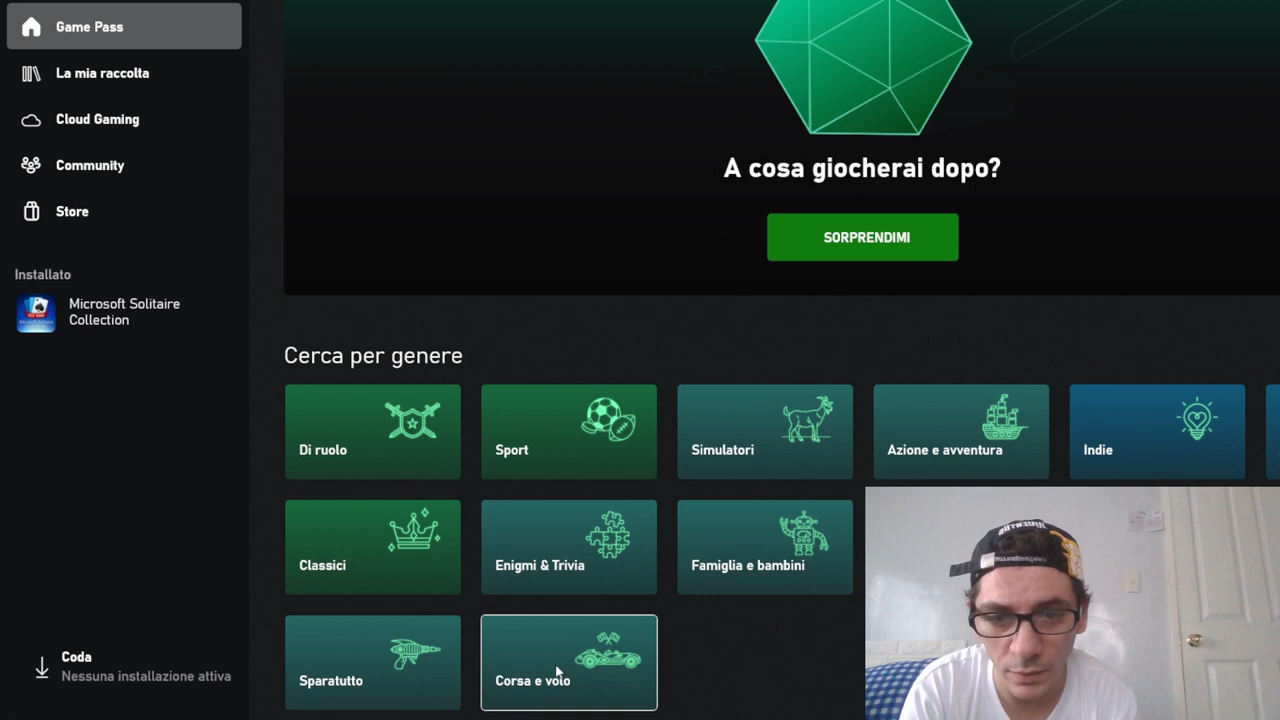 Game Pass
La mia raccolta
Cloud Gaming
Community
Store
Installato
Microsoft Solitaire
Collection
Coda
Nessuna installazione attiva
A cosa giocherai dopo?
SORPRENDIMI
Cerca per genere
Di ruolo
Sport
Simulatori
Azione e avventura
Indie
Classici
Enigmi & Trivia
Famiglia e bambini
Sparatutto
Corsa e volo